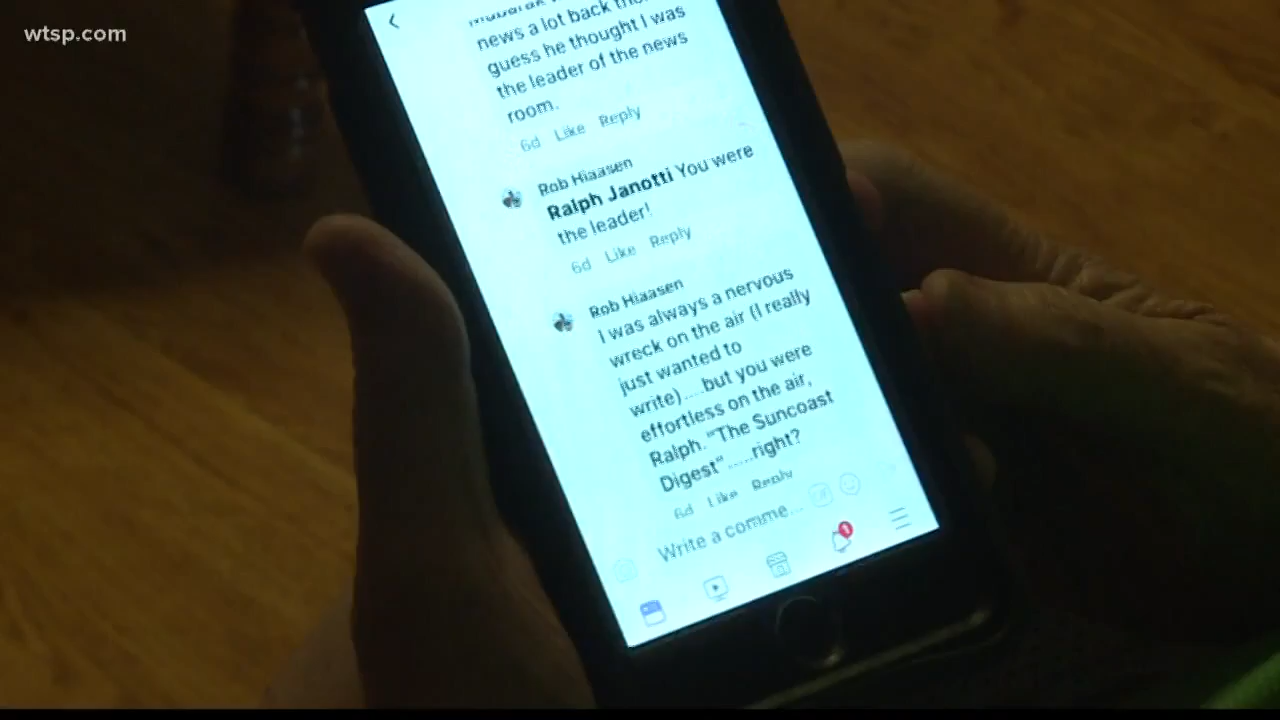 wtsp.com
news a lot back
guess he thought I was
the leader of the news
room.
6d Like Reply
Rob Hiaasen
Ralph Janotti You were
the leader!
6d Like Reply
Rob Hiaasen
I was always a nervous
wreck on the air (I really
just wanted to
write)....but you were
effortless on the air,
Ralph. "The Suncoast
Digest".....right?
6d Like Reply
Write a comme...
1